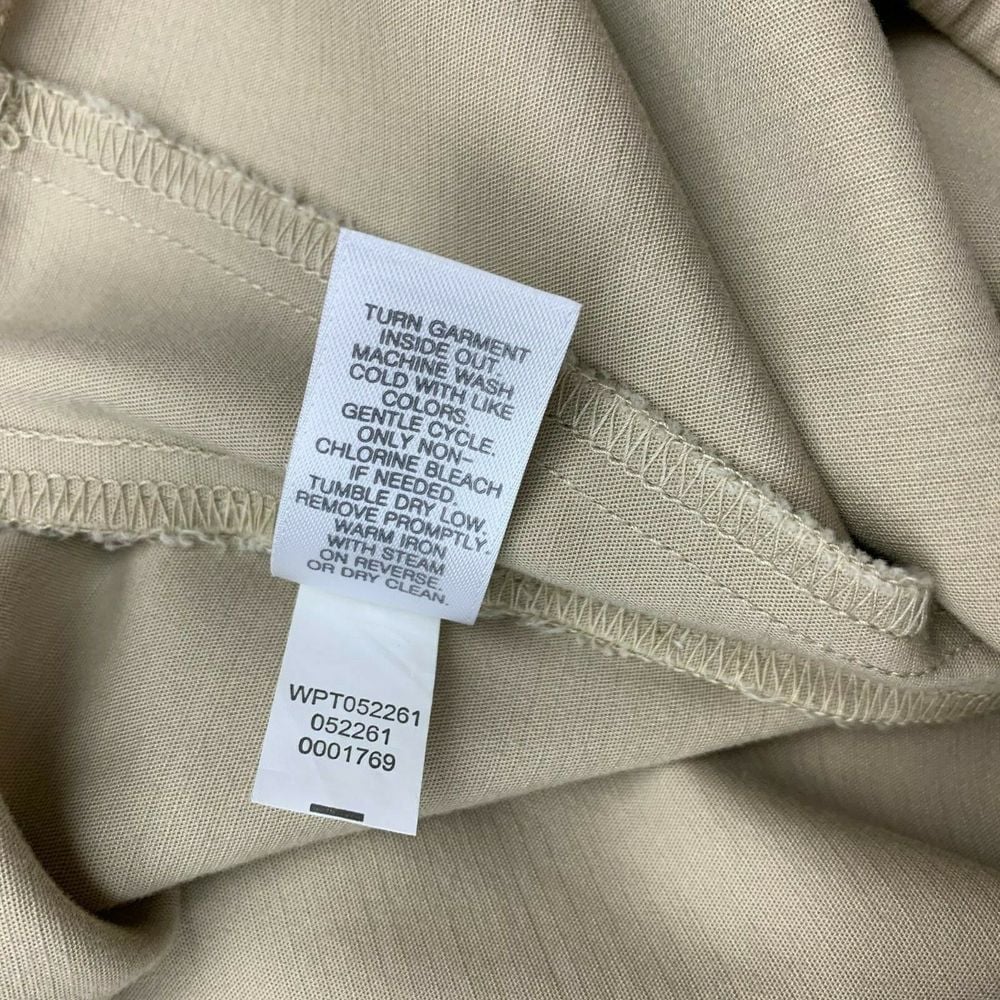 TURN GARMENT
INSIDE OUT.
MACHINE WASH
COLD WITH LIKE
COLORS.
GENTLE CYCLE.
ONLY NON-
CHLORINE BLEACH
IF NEEDED.
TUMBLE DRY LOW.
REMOVE PROMPTLY.
WARM IRON
WITH STEAM
ON REVERSE.
OR DRY CLEAN.
WPT052261
052261
0001769